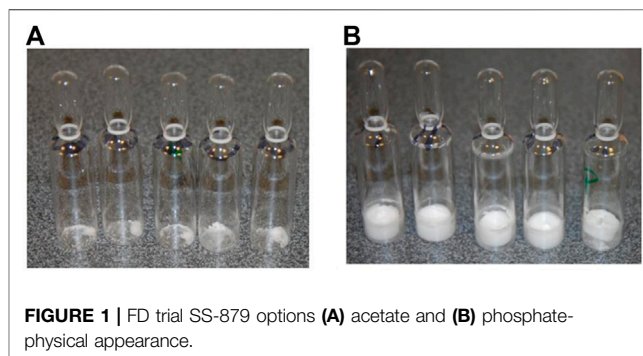 A
B
FIGURE 1 | FD trial SS-879 options (A) acetate and (B) phosphate-
physical appearance.